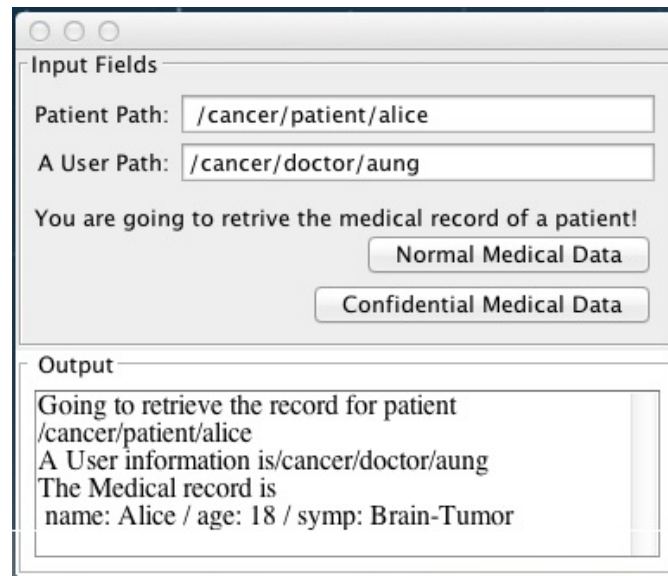 Input Fields
Patient Path: /cancer/patient/alice
A User Path: /cancer/doctor/aung
You are going to retrive the medical record of a patient!
Normal Medical Data
Confidential Medical Data
Output
Going to retrieve the record for patient
/cancer/patient/alice
A User information is/cancer/doctor/aung
The Medical record is
name: Alice / age: 18 / symp: Brain-Tumor